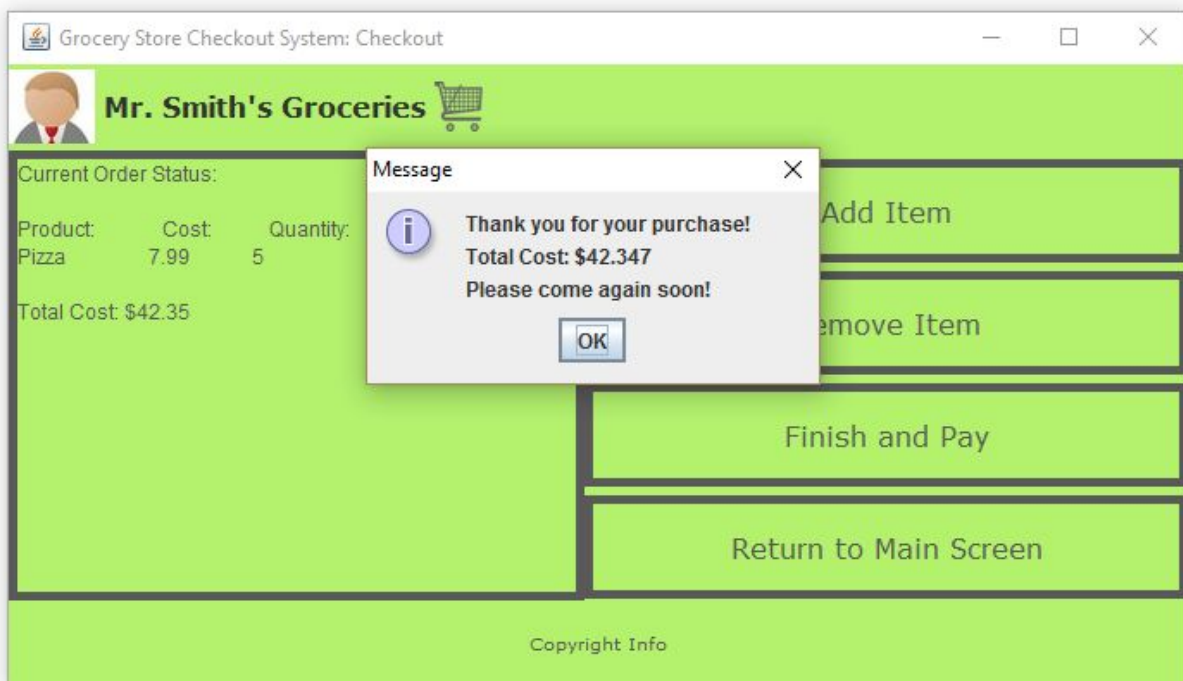 Grocery Store Checkout System: Checkout
Mr. Smith's Groceries
Current Order Status:
Product: Cost: Quantity:
Pizza 7.99 5
Total Cost: $42.35
Message
Thank you for your purchase!
Total Cost: $42.347
Please come again soon!
OK
Add Item
emove Item
Finish and Pay
Return to Main Screen
Copyright Info